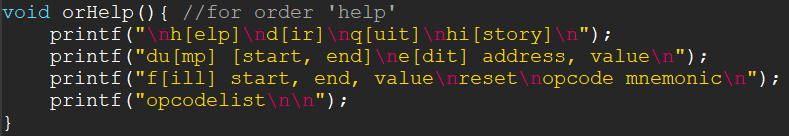 void orHelp(){ //for order 'help'
    printf("\nh[elp]\nd[ir]\nq[uit]\nhi[story]\n");
    printf("du[mp] [start, end]\ne[dit] address, value\n");
    printf("f[ill] start, end, value\nreset\nopcode mnemonic\n");
    printf("opcodelist\n\n");
}